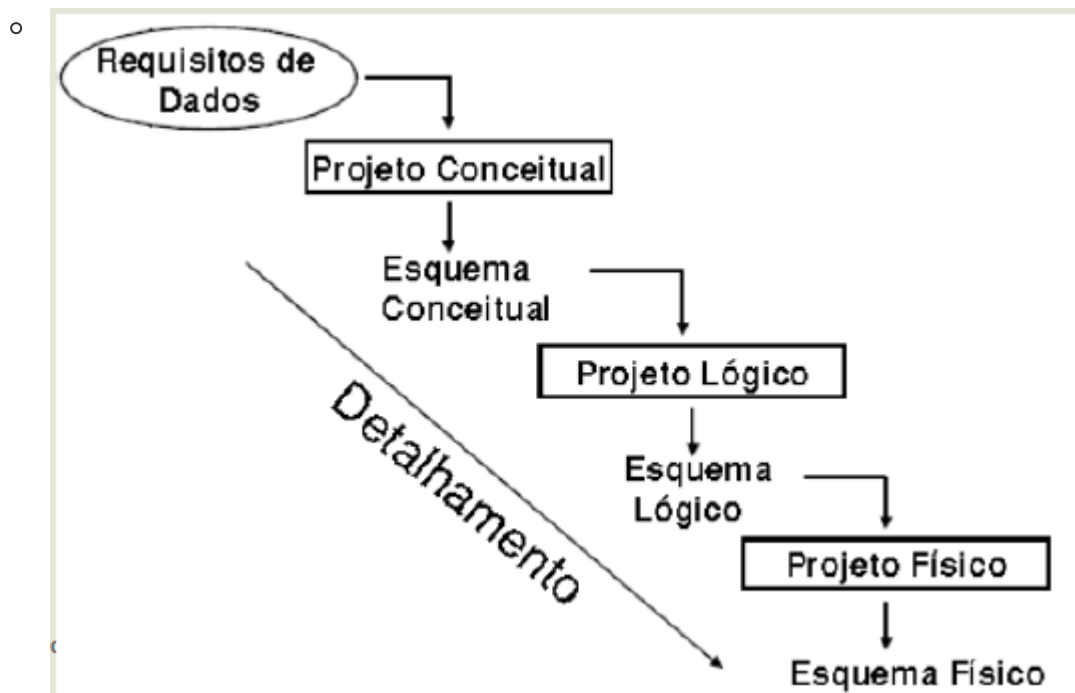 Requisitos de
Dados
Projeto Conceitual
Esquema
Conceitual
Projeto Lógico
Detalhamento
Esquema
Lógico
Projeto Físico
Esquema Físico